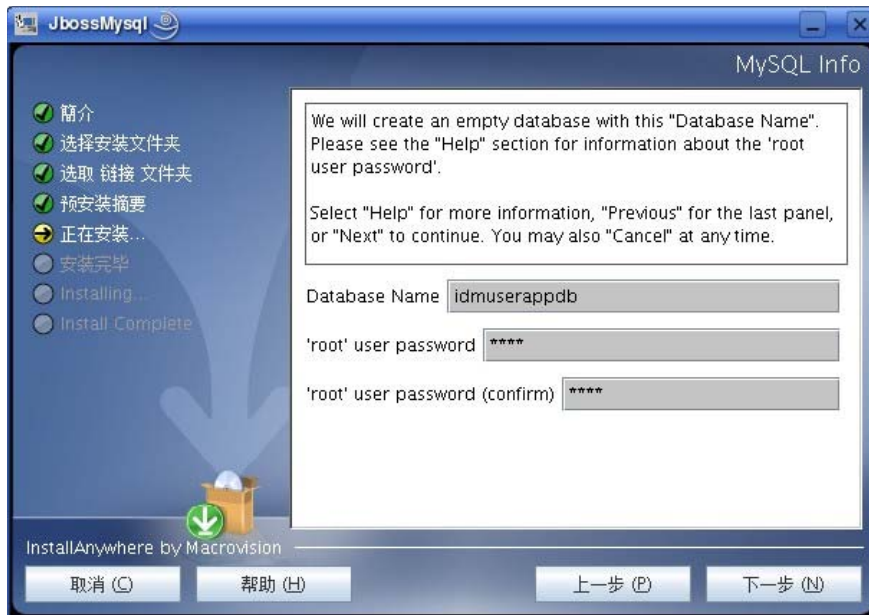 JbossMysql
MySQL Info
簡介
选择安装文件夹
选取 链接 文件夹
预安装摘要
正在安装...
安装完毕
Installing...
Install Complete
We will create an empty database with this "Database Name".
Please see the "Help" section for information about the 'root
user password'.
Select "Help" for more information, "Previous" for the last panel,
or "Next" to continue. You may also "Cancel" at any time.
Database Name idmuserappdb
'root' user password ****
'root' user password (confirm) ****
InstallAnywhere by Macrovision
取消 (C) 帮助 (H) 上一步 (P) 下一步 (N)